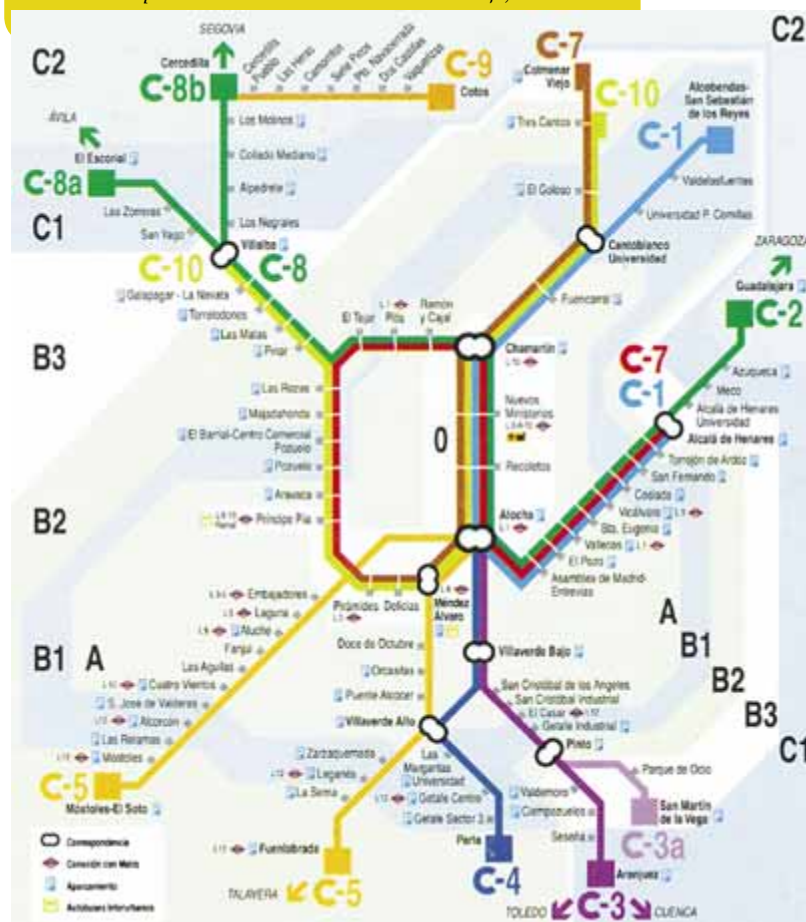 SEGOVIA
C2
Cercedilla
C-8b
Cercedilla Pueblo
Las Heras
Camorritos
Siete Picos
Pto. Navacerrada
Dos Castillas
Vaquerizas
C-9
Cotos
C-7
Colmenar Viejo
C-10
Tres Cantos
C-1
Alcobendas-
San Sebastián
de los Reyes
C2
ÁVILA
El Escorial
C-8a
Los Molinos
Collado Mediano
Alpedrete
Los Negrales
Las Zorreras
San Yago
Villalba
C1
C-10
C-8
El Goloso
Valdelasfuentes
Universidad P. Comillas
Cantoblanco
Universidad
ZARAGOZA
Guadalajara
C-2
Galapagar - La Navata
Torrelodones
Las Matas
Pinar
B3
El Tejar
L 7
Pitis
Ramón
y Cajal
Fuencarral
Chamartín
L 10
C-7
C-1
Azuqueca
Meco
Alcalá de Henares
Universidad
Alcalá de Henares
Las Rozas
Majadahonda
El Barrial-Centro Comercial
Pozuelo
Pozuelo
Aravaca
Príncipe Pío
B2
0
Nuevos
Ministerios
Recoletos
Atocha
L 1
Torrejón de Ardoz
San Fernando
Coslada
Vicálvaro
Sta. Eugenia
Vallecas
El Pozo
Asamblea de Madrid-
Entrevías
Embajadores
Laguna
Aluche
Fanjul
Las Aguilas
Cuatro Vientos
S. José de Valderas
Alcorcón
Las Retamas
Móstoles
C-5
Móstoles-El Soto
B1
A
Pirámides
Delicias
Méndez
Alvaro
Doce de Octubre
Orcasitas
Puente Alcocer
Villaverde Alto
Villaverde Bajo
A
B1
B2
B3
C1
San Cristóbal de los Angeles
San Cristóbal Industrial
El Casar
Getafe Industrial
Pinto
Zarzaquemada
Leganés
La Serna
Fuenlabrada
C-5
TALAVERA
Las
Margaritas
Universidad
Getafe Centro
Getafe Sector 3
Parla
C-4
Valdemoro
Ciempozuelos
Seseña
Parque de Ocio
San Martín
de la Vega
C-3a
Aranjuez
C-3
TOLEDO
CUENCA
Correspondencia
Conexión con Metro
Aparcamiento
Autobuses Interurbanos